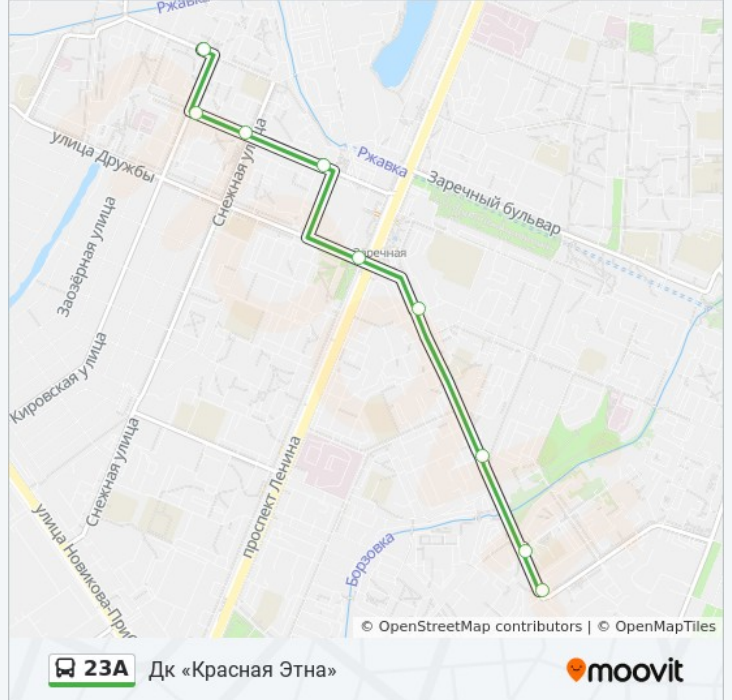 Ржавка
улица Дружбы
Снежная улица
Ржавка
Заречный бульвар
Заозёрная улица
Заречная
Кировская улица
Снежная улица
проспект Ленина
улица Новикова-Прис
Борзовка
© OpenStreetMap contributors | © OpenMapTiles
23А Дк «Красная Этна»
moovit